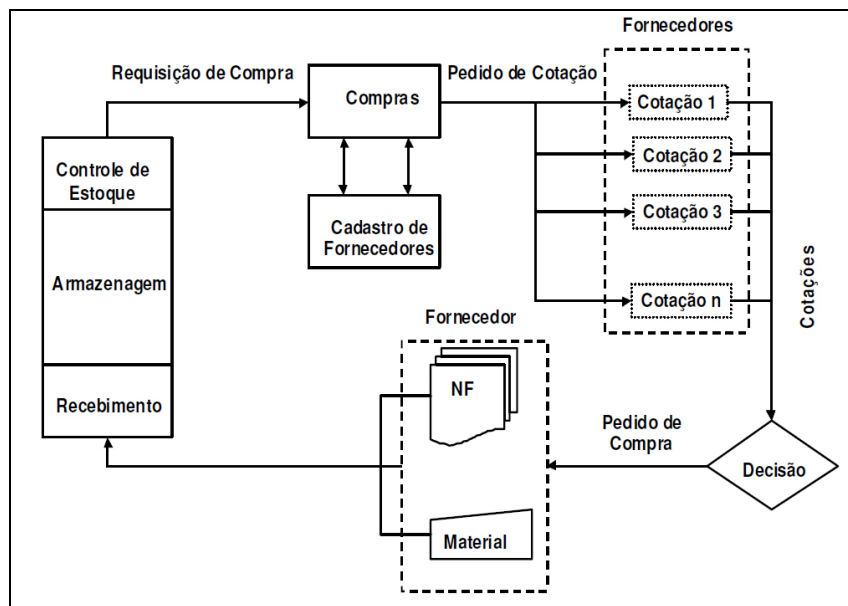 Fornecedores
Requisição de Compra
Compras
Pedido de Cotação
Cotação 1
Cotação 2
Cotação 3
Cotação n
Cotações
Controle de
Estoque
Armazenagem
Recebimento
Cadastro de
Fornecedores
Fornecedor
NF
Material
Pedido de
Compra
Decisão